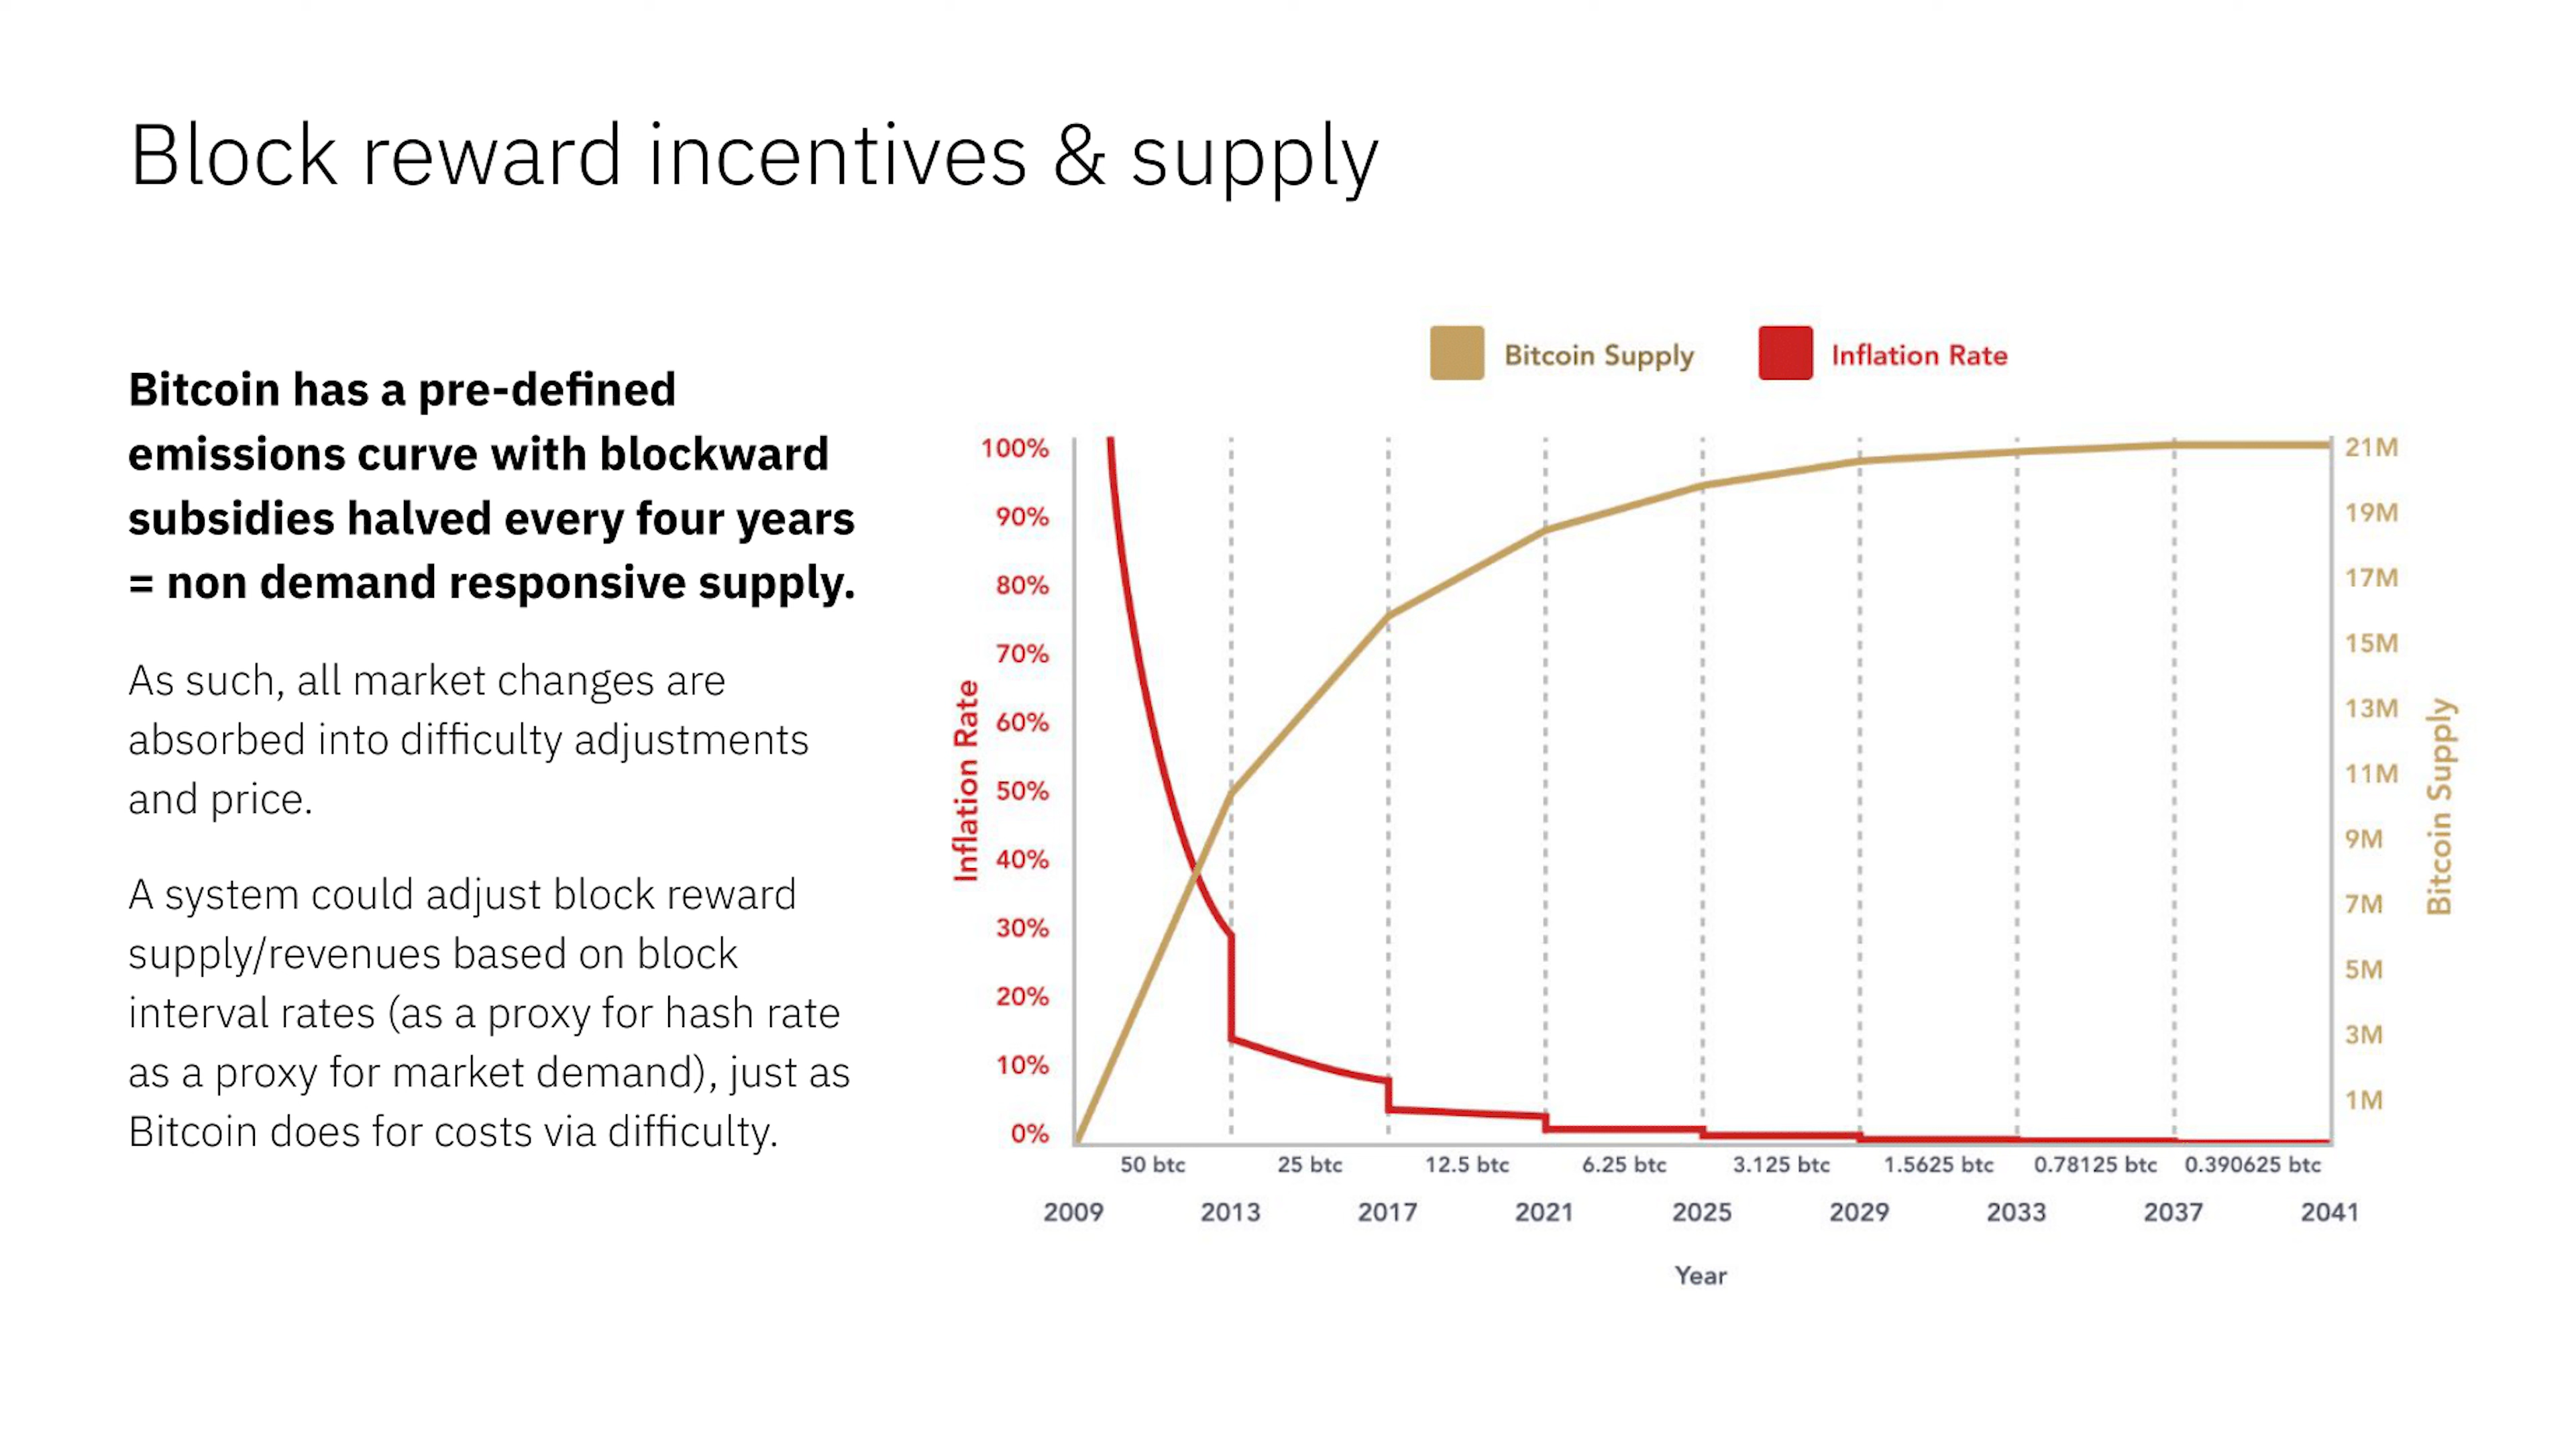 Block reward incentives & supply
Bitcoin has a pre-defined
emissions curve with blockward
subsidies halved every four years
= non demand responsive supply.
As such, all market changes are
absorbed into difficulty adjustments
and price.
A system could adjust block reward
supply/revenues based on block
interval rates (as a proxy for hash rate
as a proxy for market demand), just as
Bitcoin does for costs via difficulty.
Bitcoin Supply
Inflation Rate
Inflation Rate
100%
90%
80%
70%
60%
50%
40%
30%
20%
10%
0%
21M
19M
17M
15M
13M
11M
9M
7M
5M
3M
1M
Bitcoin Supply
50 btc 25 btc 12.5 btc 6.25 btc 3.125 btc 1.5625 btc 0.78125 btc 0.390625 btc
2009 2013 2017 2021 2025 2029 2033 2037 2041
Year